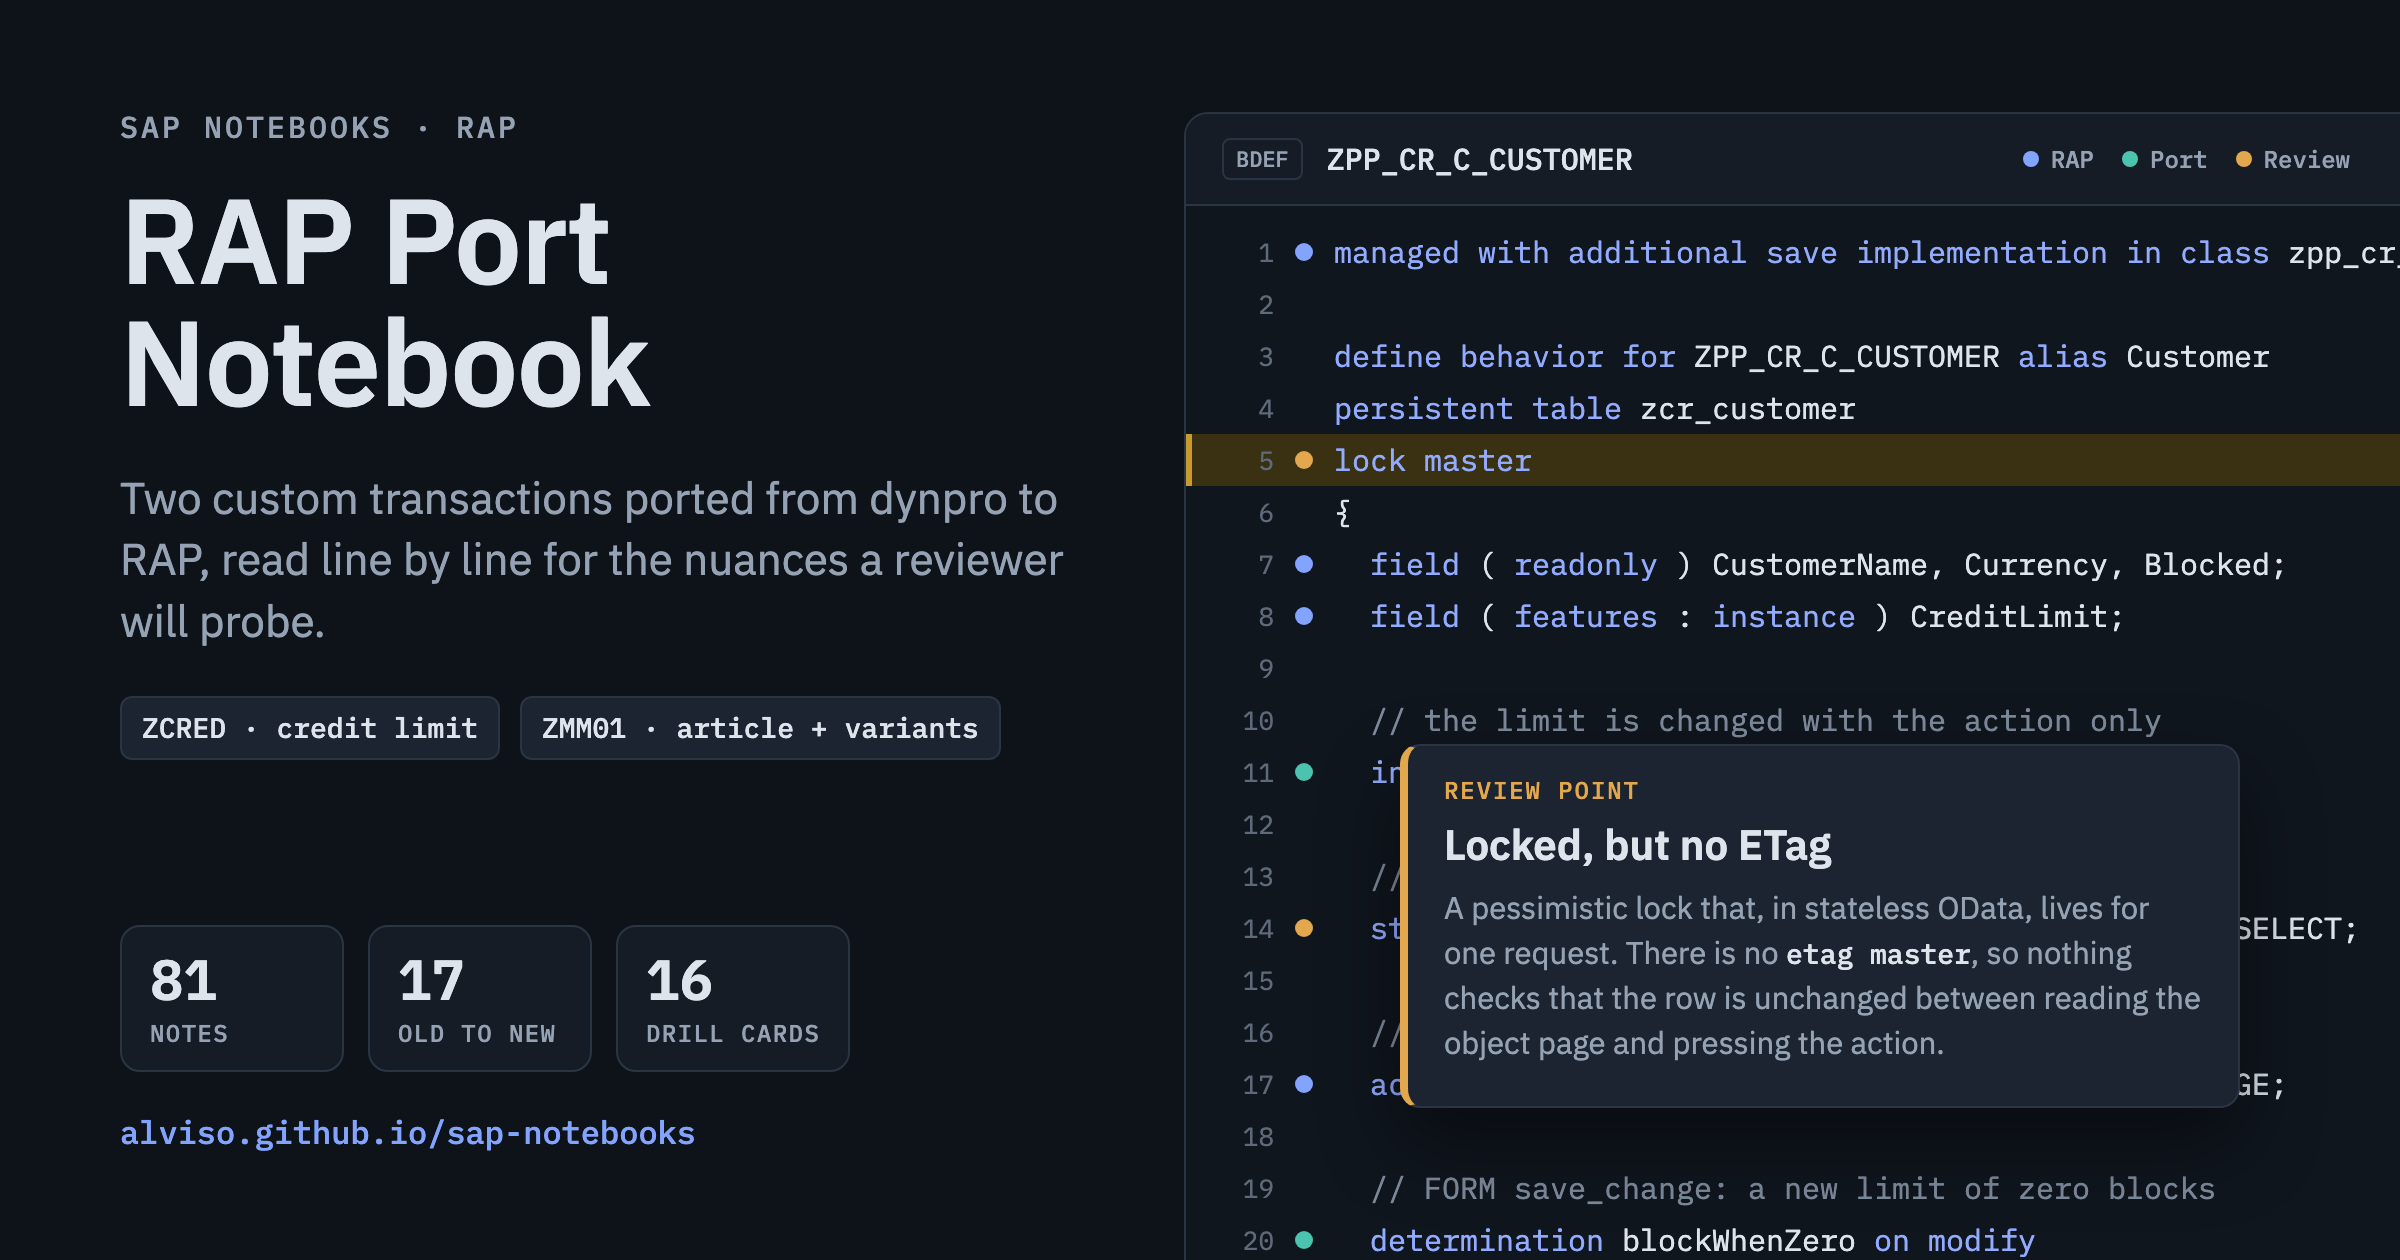 SAP NOTEBOOKS · RAP
RAP Port
Notebook
Two custom transactions ported from dynpro to
RAP, read line by line for the nuances a reviewer
will probe.
ZCRED · credit limit
ZMM01 · article + variants
81
NOTES
17
OLD TO NEW
16
DRILL CARDS
alviso.github.io/sap-notebooks
BDEF ZPP_CR_C_CUSTOMER
RAP Port Review
1 managed with additional save implementation in class zpp_cr_
2
3 define behavior for ZPP_CR_C_CUSTOMER alias Customer
4 persistent table zcr_customer
5 lock master
6 {
7 field ( readonly ) CustomerName, Currency, Blocked;
8 field ( features : instance ) CreditLimit;
9
10 // the limit is changed with the action only
11
12
13 //
14 SELECT;
15
16 //
17
18
19 // FORM save_change: a new limit of zero blocks
20 determination blockWhenZero on modify
REVIEW POINT
Locked, but no ETag
A pessimistic lock that, in stateless OData, lives for
one request. There is no etag master, so nothing
checks that the row is unchanged between reading the
object page and pressing the action.